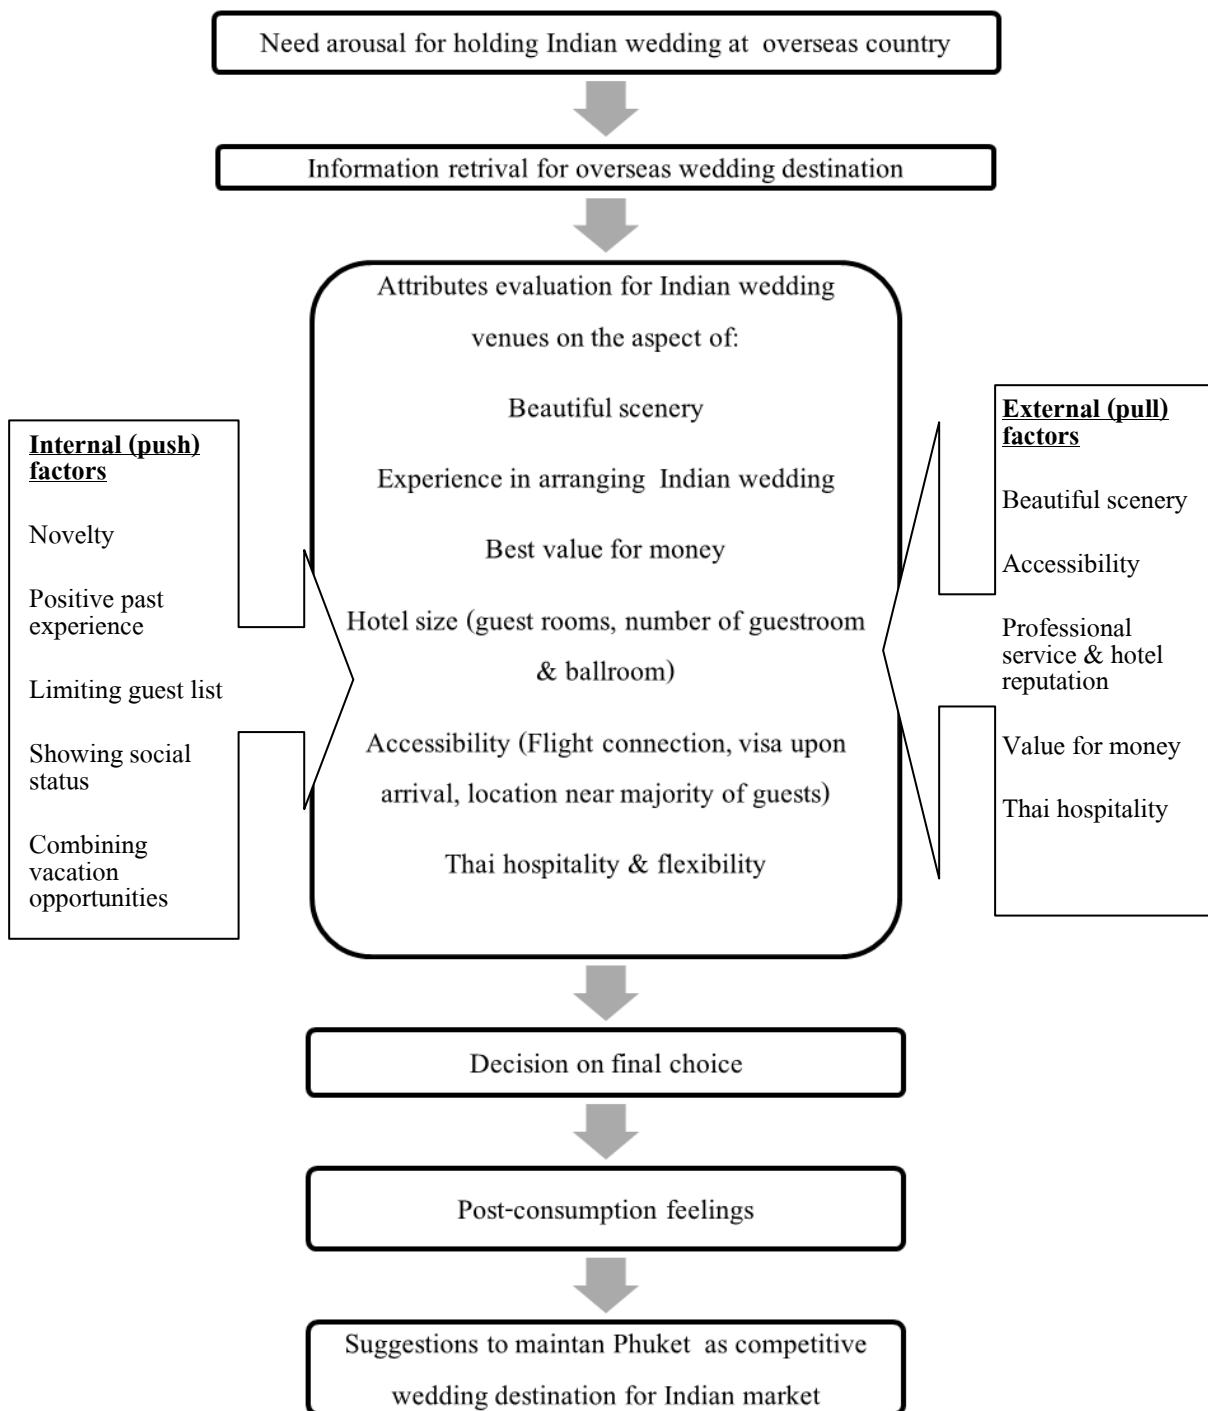 Need arousal for holding Indian wedding at overseas country
Information retrival for overseas wedding destination
Attributes evaluation for Indian wedding
venues on the aspect of:
Beautiful scenery
Experience in arranging Indian wedding
Best value for money
Hotel size (guest rooms, number of guestroom
& ballroom)
Accessibility (Flight connection, visa upon
arrival, location near majority of guests)
Thai hospitality & flexibility
Internal (push)
factors
Novelty
Positive past
experience
Limiting guest list
Showing social
status
Combining
vacation
opportunities
External (pull)
factors
Beautiful scenery
Accessibility
Professional
service & hotel
reputation
Value for money
Thai hospitality
Decision on final choice
Post-consumption feelings
Suggestions to maintan Phuket as competitive
wedding destination for Indian market